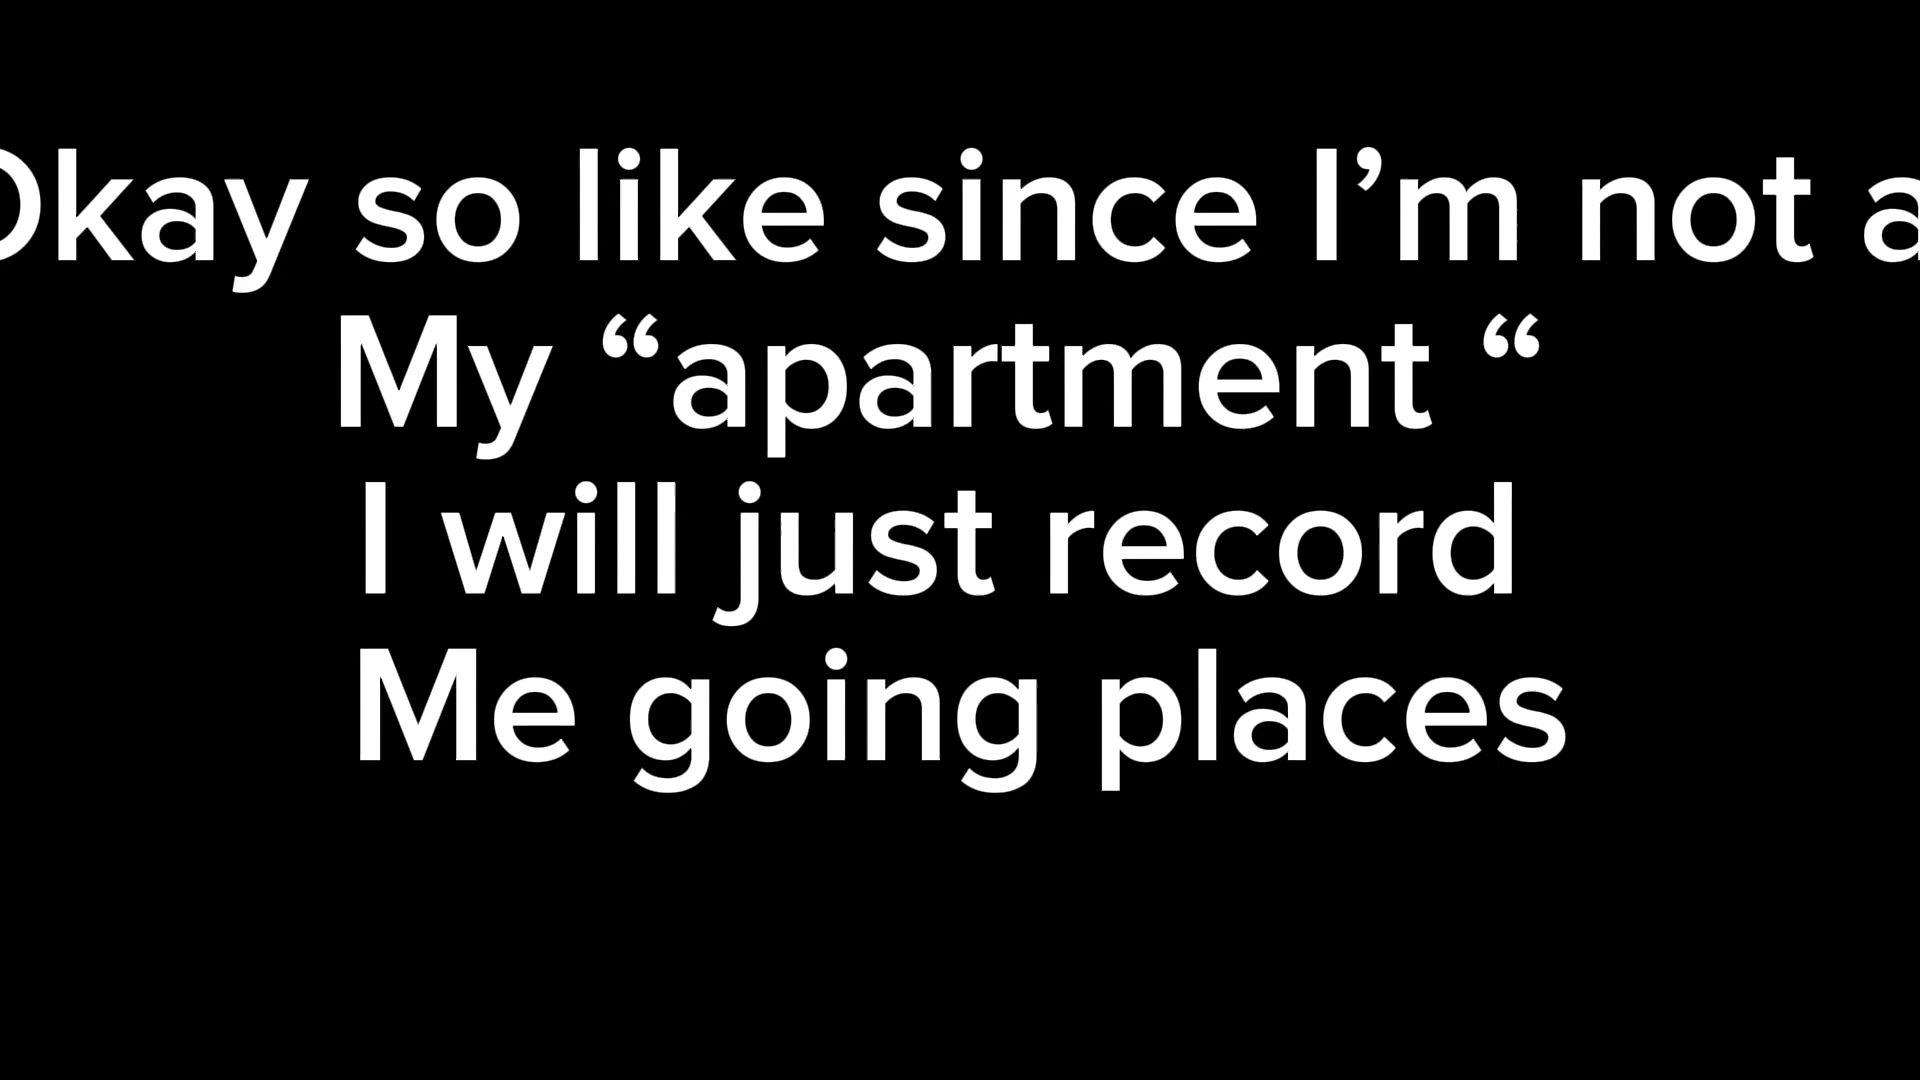 Okay so like since I’m not a
My “apartment “
I will just record
Me going places